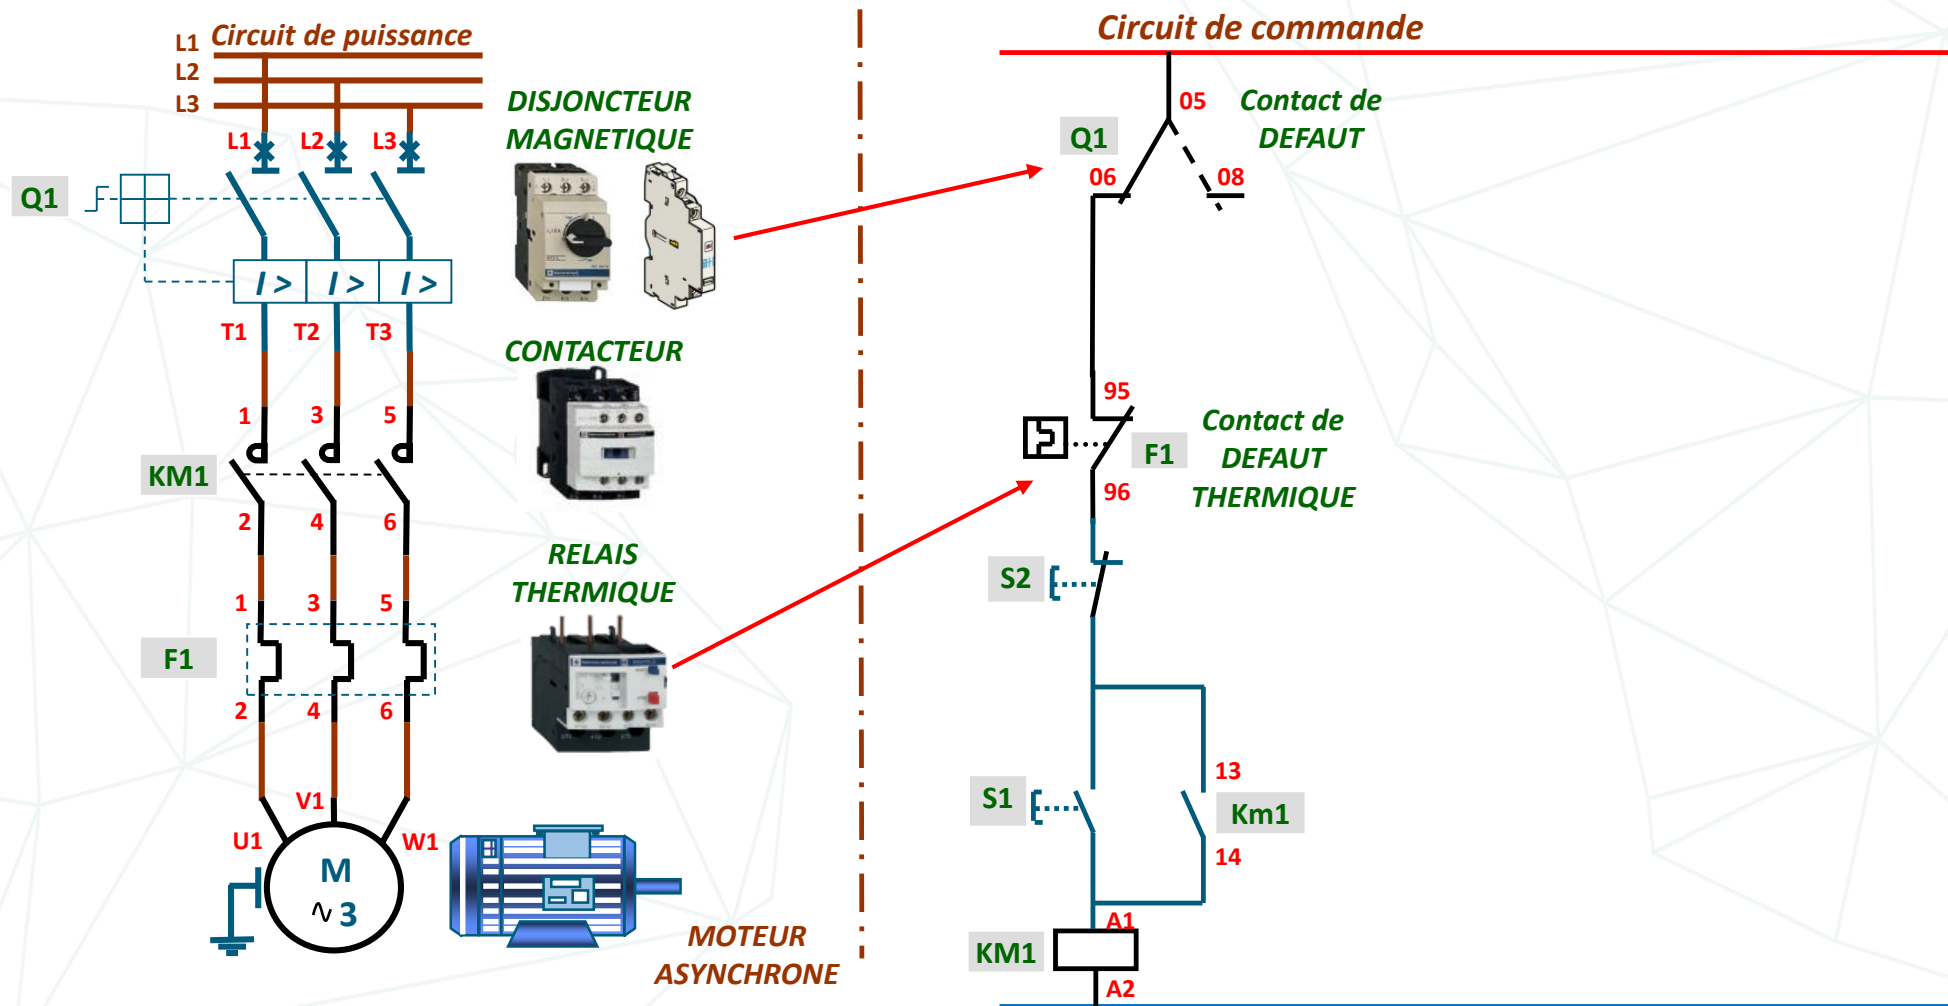 Circuit de puissance
L1
L2
L3
L1
L2
L3
Q1
I >
I >
I >
T1
T2
T3
1
3
5
KM1
2
4
6
1
3
5
F1
2
4
6
V1
U1
W1
M
∿ 3
DISJONCTEUR
MAGNETIQUE
CONTACTEUR
RELAIS
THERMIQUE
MOTEUR
ASYNCHRONE
Circuit de commande
05
Contact de
DEFAUT
Q1
06
08
95
Contact de
DEFAUT
THERMIQUE
F1
96
S2
13
S1
Km1
14
A1
KM1
A2